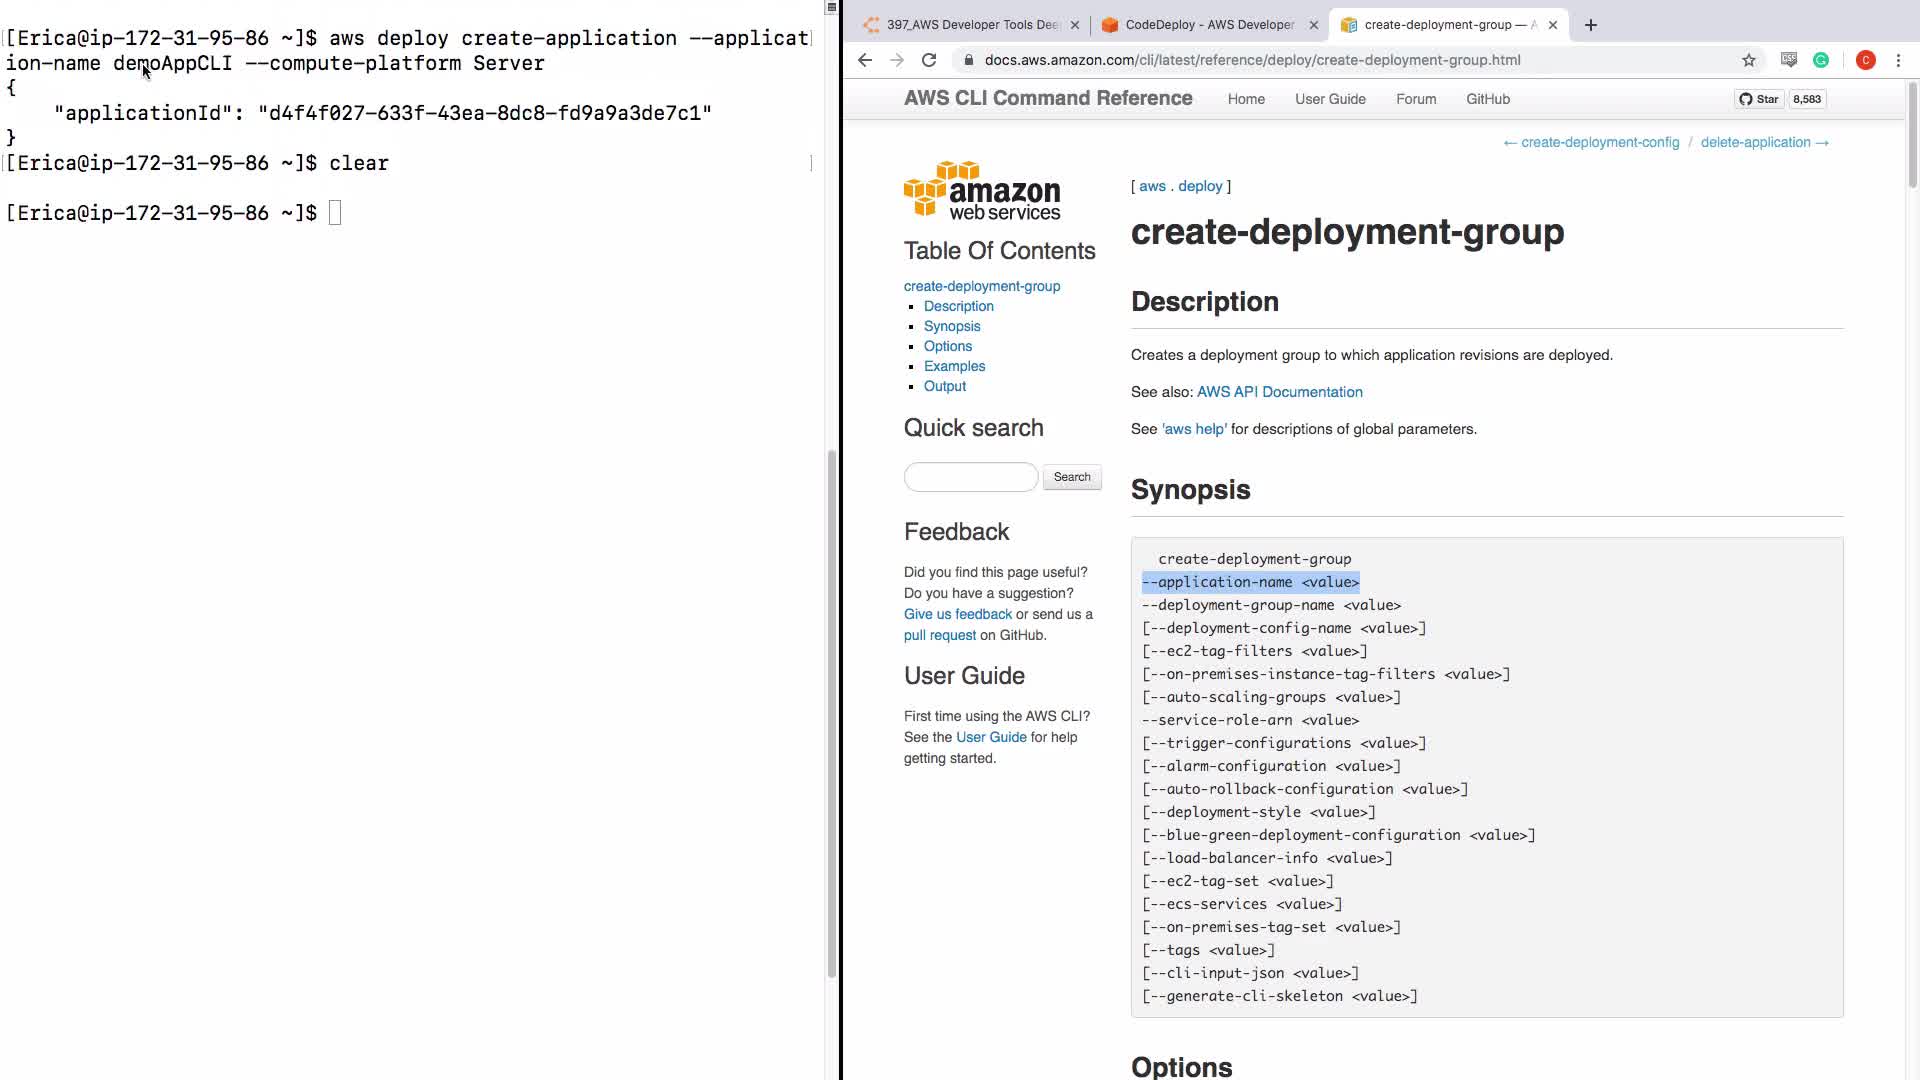 [Erica@ip-172-31-95-86 ~]$ aws deploy create-application --applicat
ion-name demoAppCLI --compute-platform Server
{
    "applicationId": "d4f4f027-633f-43ea-8dc8-fd9a9a3de7c1"
}
[Erica@ip-172-31-95-86 ~]$ clear
[Erica@ip-172-31-95-86 ~]$
397_AWS Developer Tools Dee
CodeDeploy - AWS Developer
create-deployment-group — A
docs.aws.amazon.com/cli/latest/reference/deploy/create-deployment-group.html
C
AWS CLI Command Reference Home User Guide Forum GitHub
Star 8,583
← create-deployment-config / delete-application →
amazon
web services
Table Of Contents
create-deployment-group
Description
Synopsis
Options
Examples
Output
Quick search
Search
Feedback
Did you find this page useful?
Do you have a suggestion?
Give us feedback or send us a
pull request on GitHub.
User Guide
First time using the AWS CLI?
See the User Guide for help
getting started.
[ aws . deploy ]
create-deployment-group
Description
Creates a deployment group to which application revisions are deployed.
See also: AWS API Documentation
See 'aws help' for descriptions of global parameters.
Synopsis
create-deployment-group
--application-name <value>
--deployment-group-name <value>
[--deployment-config-name <value>]
[--ec2-tag-filters <value>]
[--on-premises-instance-tag-filters <value>]
[--auto-scaling-groups <value>]
--service-role-arn <value>
[--trigger-configurations <value>]
[--alarm-configuration <value>]
[--auto-rollback-configuration <value>]
[--deployment-style <value>]
[--blue-green-deployment-configuration <value>]
[--load-balancer-info <value>]
[--ec2-tag-set <value>]
[--ecs-services <value>]
[--on-premises-tag-set <value>]
[--tags <value>]
[--cli-input-json <value>]
[--generate-cli-skeleton <value>]
Options